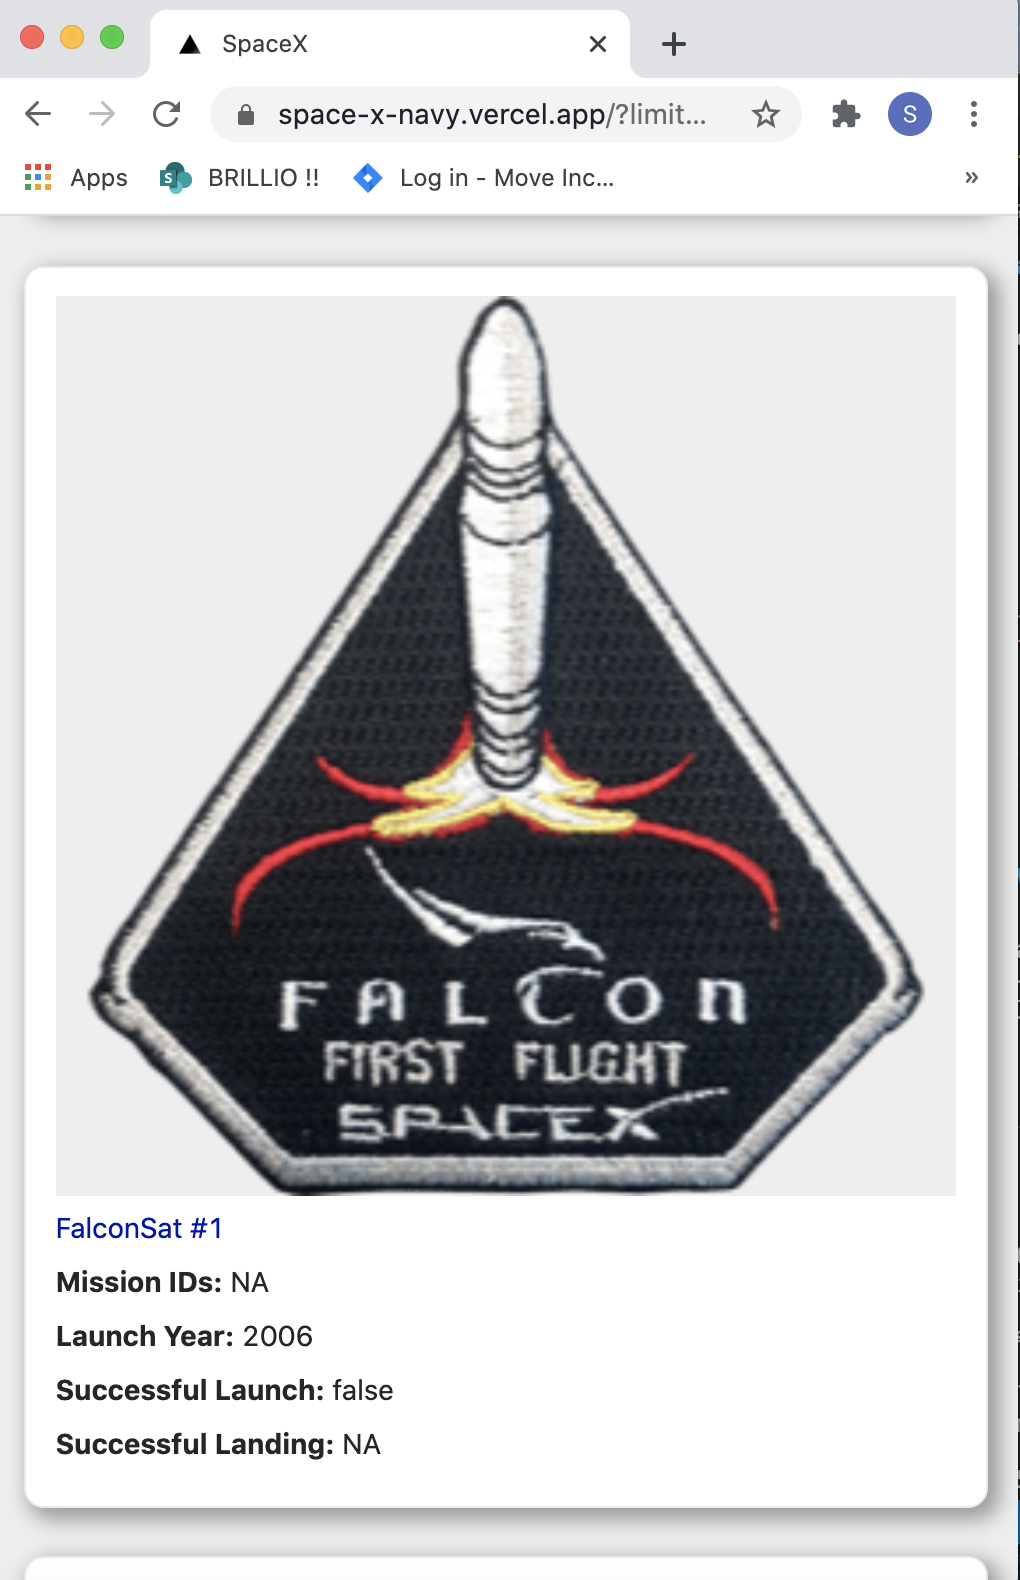 SpaceX
space-x-navy.vercel.app/?limit...
S
Apps
S
BRILLIO !!
Log in - Move Inc...
»
FALCON
FIRST FLIGHT
SPACEX
FalconSat #1
Mission IDs: NA
Launch Year: 2006
Successful Launch: false
Successful Landing: NA